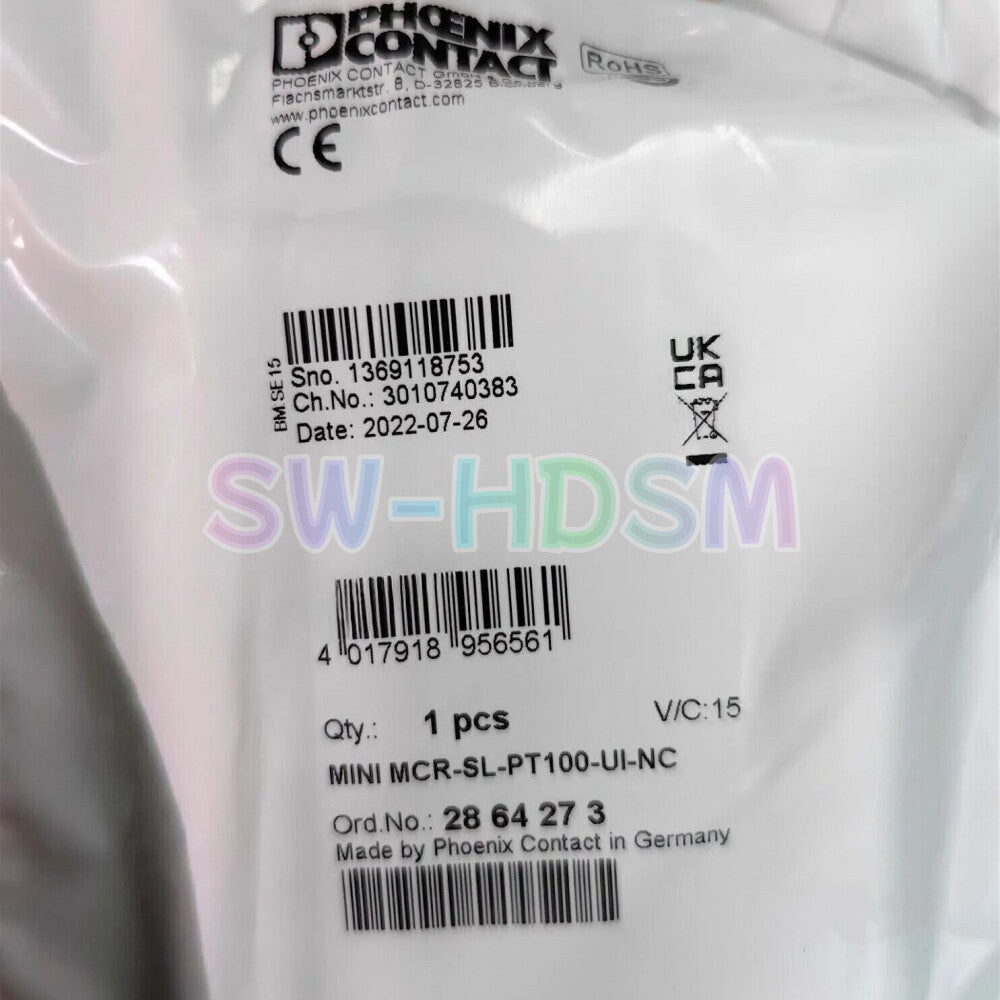 PHOENIX
CONTACT
RoHS
PHOENIX CONTACT GmbH &
Flachsmarktstr. 8, D-32825
www.phoenixcontact.com
CE
BM:SE15
Sno. 1369118753
Ch.No.: 3010740383
Date: 2022-07-26
UK
CA
SW-HDSM
4 017918 956561
Qty.: 1 pcs V/C:15
MINI MCR-SL-PT100-UI-NC
Ord.No.: 28 64 27 3
Made by Phoenix Contact in Germany